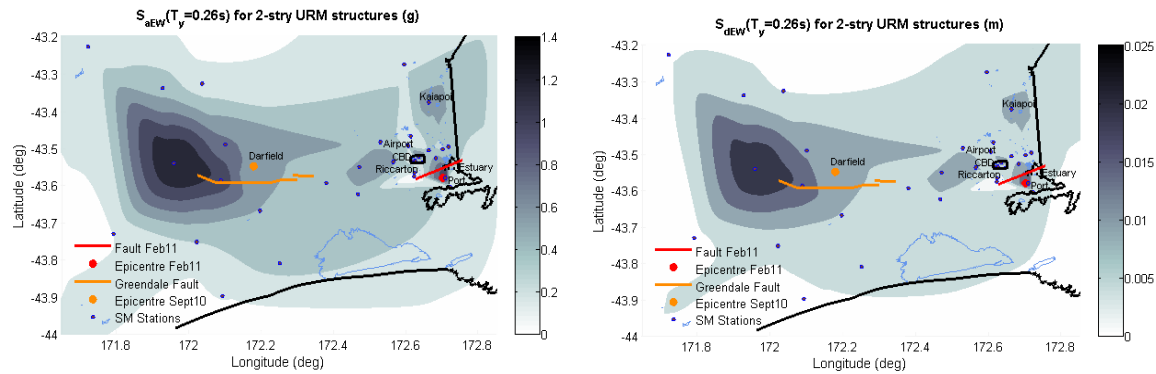 S_aEW(T_y=0.26s) for 2-stry URM structures (g)
-43.2
-43.3
-43.4
-43.5
-43.6
-43.7
-43.8
-43.9
-44
Latitude (deg)
Kaiapoi
Airport
CBD
Darfield
Riccarton
Estuary
Port
Fault Feb11
Epicentre Feb11
Greendale Fault
Epicentre Sept10
SM Stations
171.8 172 172.2 172.4 172.6 172.8
Longitude (deg)
1.4
1.2
1
0.8
0.6
0.4
0.2
0
S_dEW(T_y=0.26s) for 2-stry URM structures (m)
-43.2
-43.3
-43.4
-43.5
-43.6
-43.7
-43.8
-43.9
-44
Latitude (deg)
Kaiapoi
Airport
CBD
Darfield
Riccarton
Estuary
Port
Fault Feb11
Epicentre Feb11
Greendale Fault
Epicentre Sept10
SM Stations
171.8 172 172.2 172.4 172.6 172.8
Longitude (deg)
0.025
0.02
0.015
0.01
0.005
0